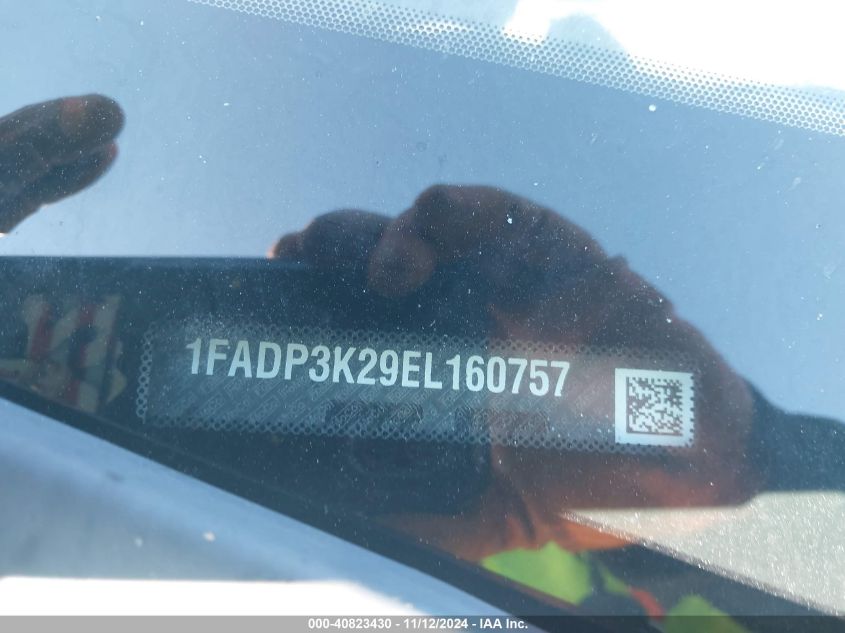 1FADP3K29EL160757
000-40823430 - 11/12/2024 - IAA Inc.